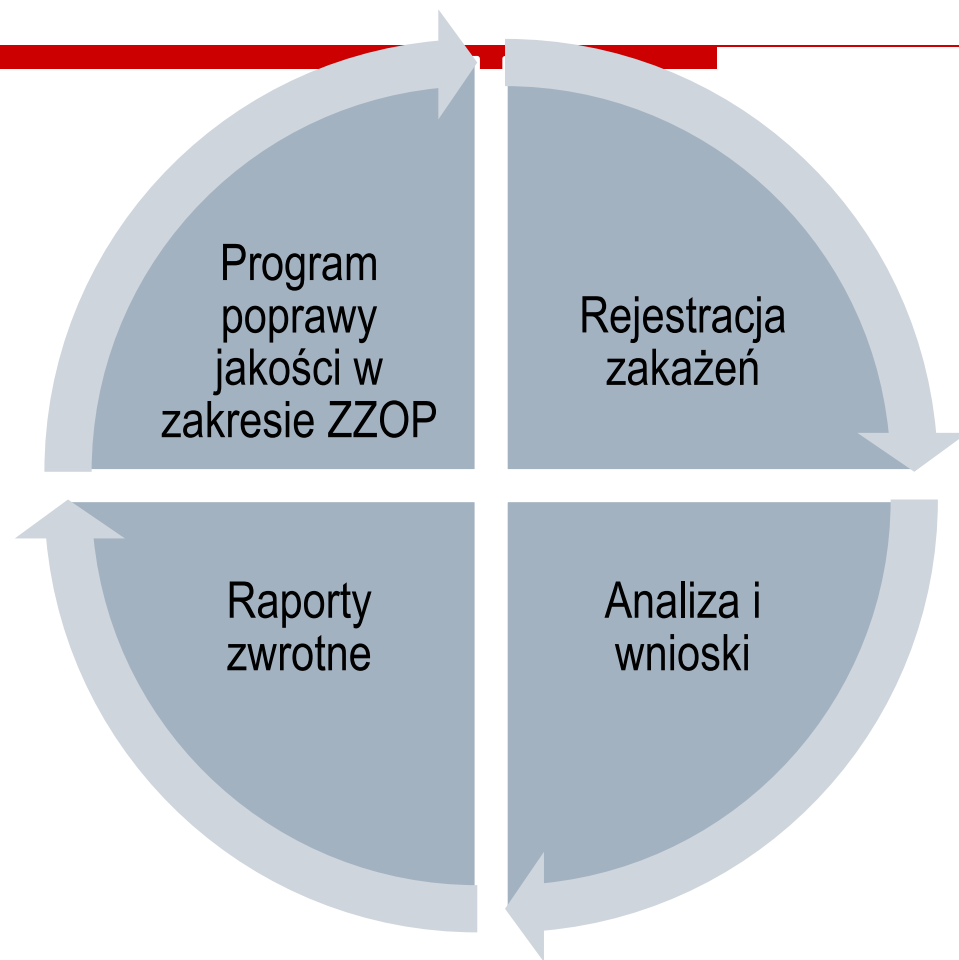 Program
poprawy
jakości w
zakresie ZZOP
Rejestracja
zakażeń
Raporty
zwrotne
Analiza i
wnioski